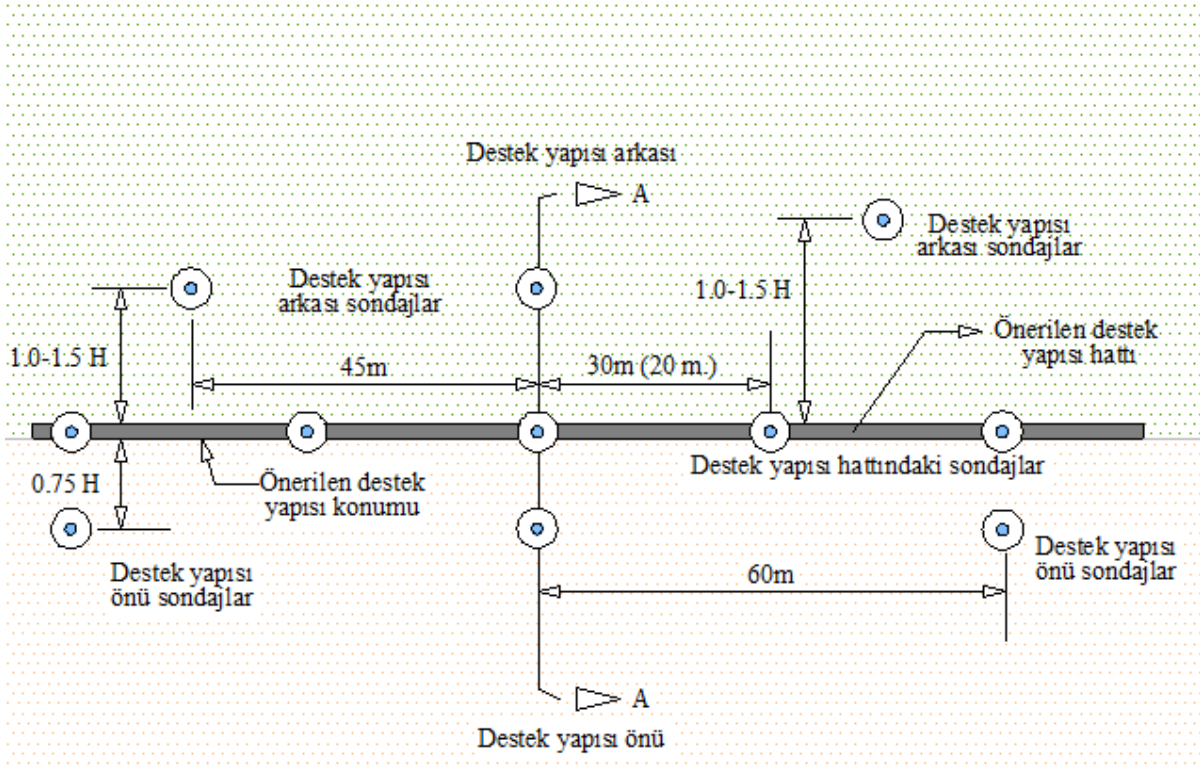 Destek yapısı arkası
A
Destek yapısı
arkası sondajlar
Destek yapısı
arkası sondajlar
1.0-1.5 H
1.0-1.5 H
Önerilen destek
yapısı hattı
45m
30m (20 m.)
Destek yapısı hattındaki sondajlar
0.75 H
Önerilen destek
yapısı konumu
Destek yapısı
önü sondajlar
60m
Destek yapısı
önü sondajlar
A
Destek yapısı önü